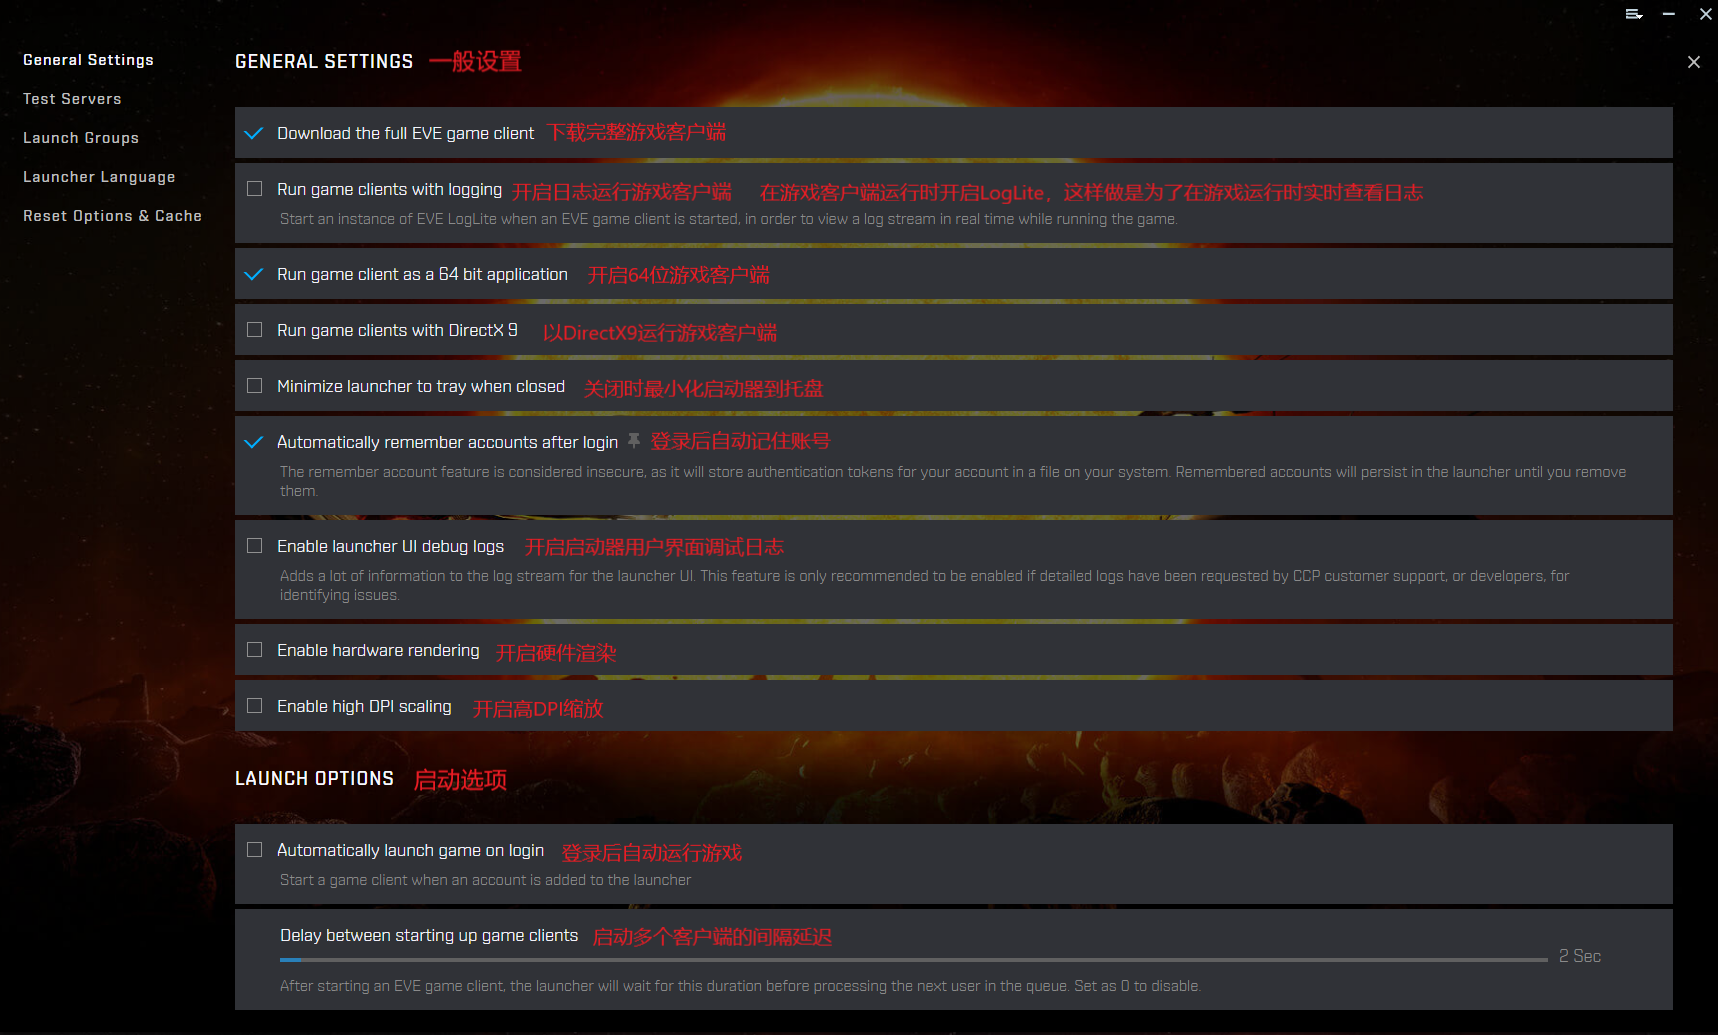 General Settings
Test Servers
Launch Groups
Launcher Language
Reset Options & Cache
GENERAL SETTINGS 一般设置
Download the full EVE game client 下载完整游戏客户端
Run game clients with logging 开启日志运行游戏客户端 在游戏客户端运行时开启LogLite，这样做是为了在游戏运行时实时查看日志
Start an instance of EVE LogLite when an EVE game client is started, in order to view a log stream in real time while running the game.
Run game client as a 64 bit application 开启64位游戏客户端
Run game clients with DirectX 9 以DirectX9运行游戏客户端
Minimize launcher to tray when closed 关闭时最小化启动器到托盘
Automatically remember accounts after login 登录后自动记住账号
The remember account feature is considered insecure, as it will store authentication tokens for your account in a file on your system. Remembered accounts will persist in the launcher until you remove
them.
Enable launcher UI debug logs 开启启动器用户界面调试日志
Adds a lot of information to the log stream for the launcher UI. This feature is only recommended to be enabled if detailed logs have been requested by CCP customer support, or developers, for
identifying issues.
Enable hardware rendering 开启硬件渲染
Enable high DPI scaling 开启高DPI缩放
LAUNCH OPTIONS 启动选项
Automatically launch game on login 登录后自动运行游戏
Start a game client when an account is added to the launcher
Delay between starting up game clients 启动多个客户端的间隔延迟
2 Sec
After starting an EVE game client, the launcher will wait for this duration before processing the next user in the queue. Set as 0 to disable.